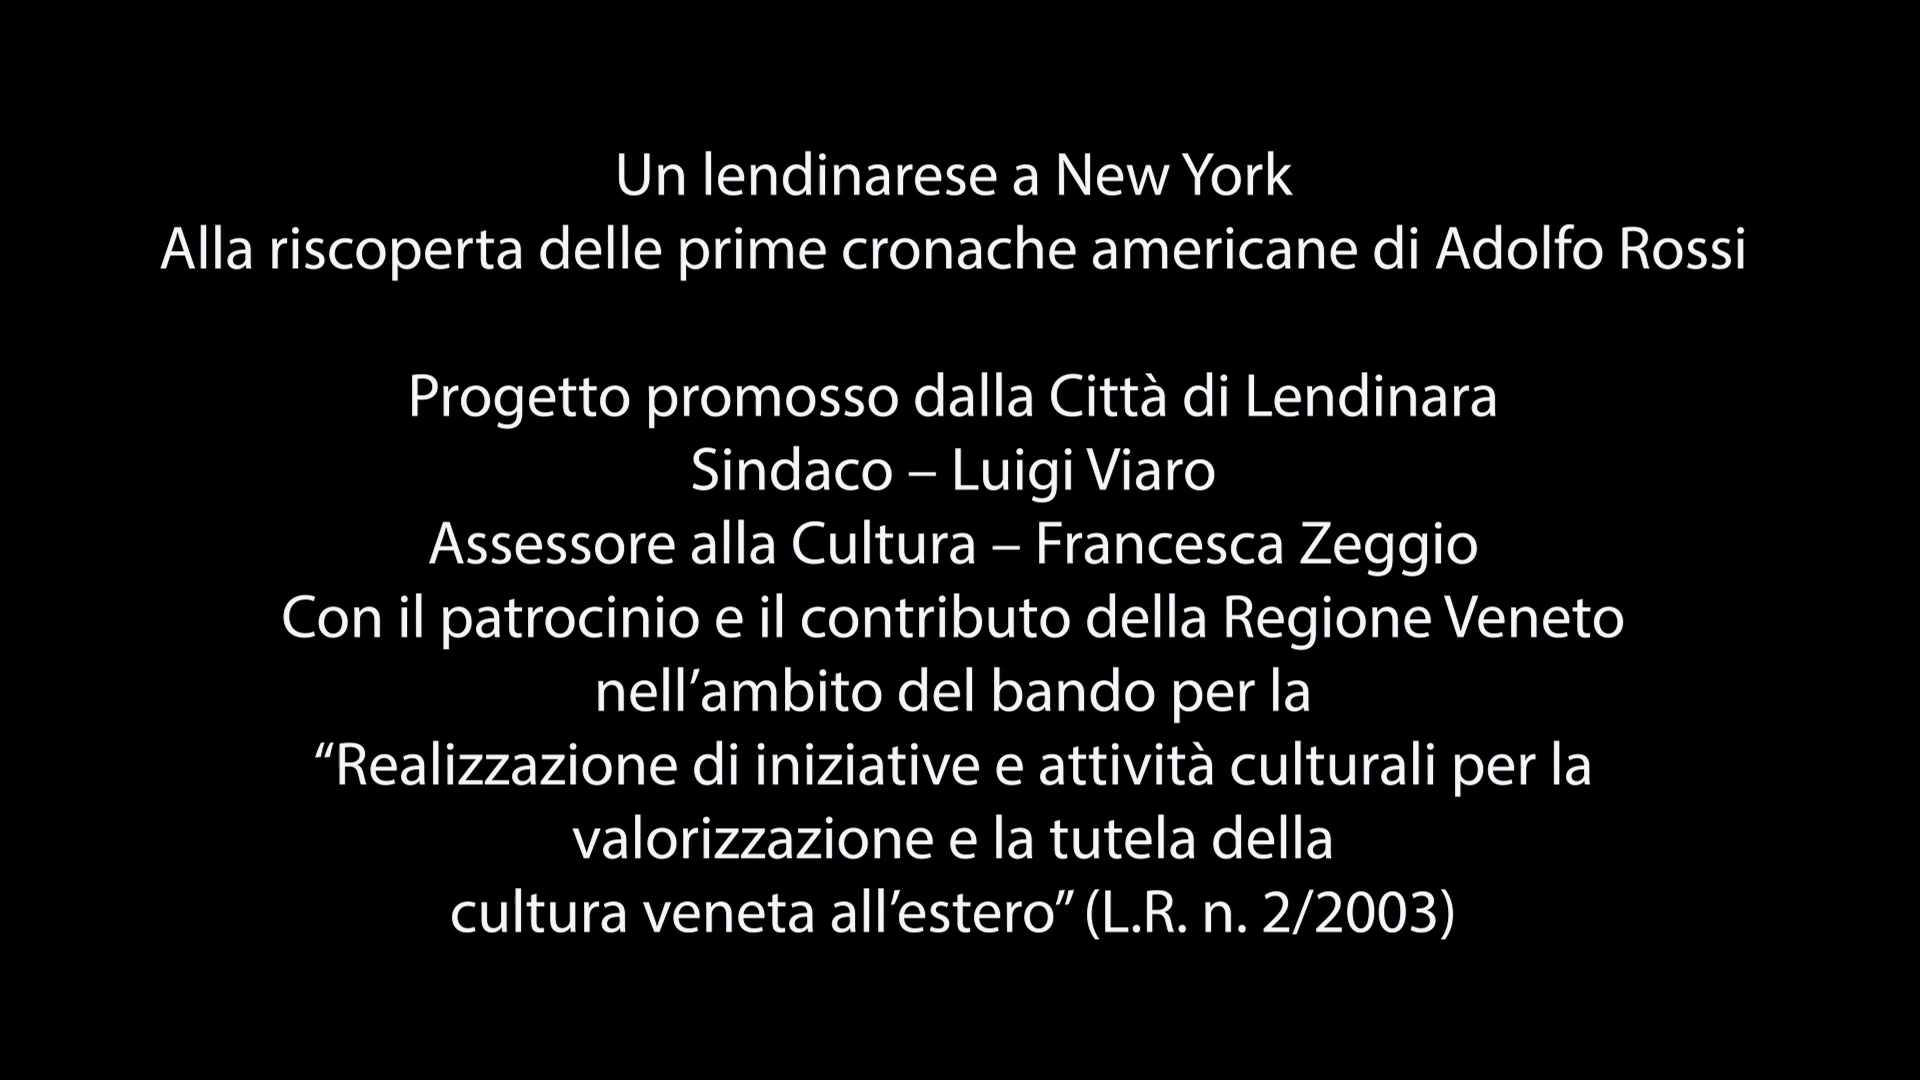 Un lendinarese a New York
Alla riscoperta delle prime cronache americane di Adolfo Rossi
Progetto promosso dalla Città di Lendinara
Sindaco – Luigi Viaro
Assessore alla Cultura – Francesca Zeggio
Con il patrocinio e il contributo della Regione Veneto
nell’ambito del bando per la
“Realizzazione di iniziative e attività culturali per la
valorizzazione e la tutela della
cultura veneta all’estero” (L.R. n. 2/2003)